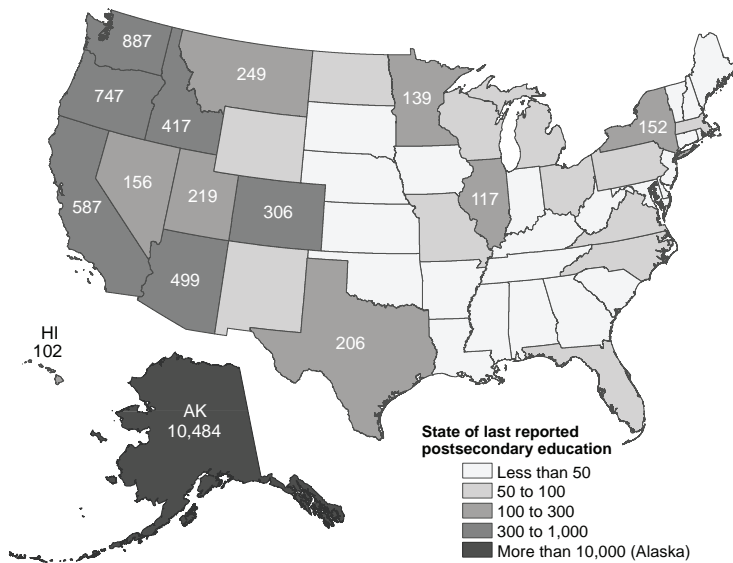 887
249
139
747
152
417
156
219
117
587
306
499
HI
102
206
AK
10,484
State of last reported
postsecondary education
Less than 50
50 to 100
100 to 300
300 to 1,000
More than 10,000 (Alaska)